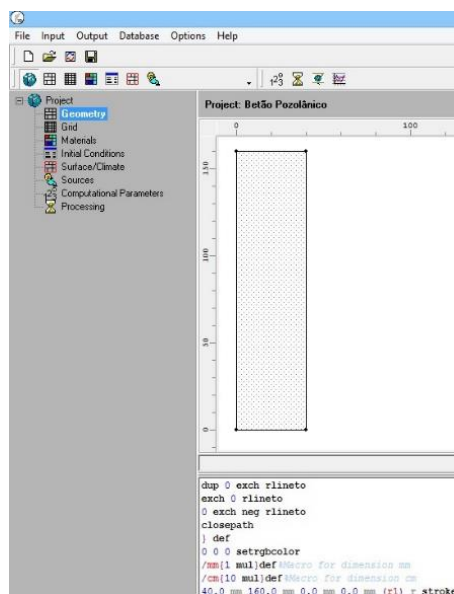 File Input Output Database Options Help
Project
Geometry
Grid
Materials
Initial Conditions
Surface/Climate
Sources
Computational Parameters
Processing
Project: Betão Pozolânico
0 100
150
100
50
0
dup 0 exch rlineto
exch 0 rlineto
0 exch neg rlineto
closepath
} def
0 0 0 setrgbcolor
/mm{1 mul}def%Macro for dimension mm
/cm{10 mul}def%Macro for dimension cm
40.0 mm 160.0 mm 0.0 mm 0.0 mm (r1) r stroke